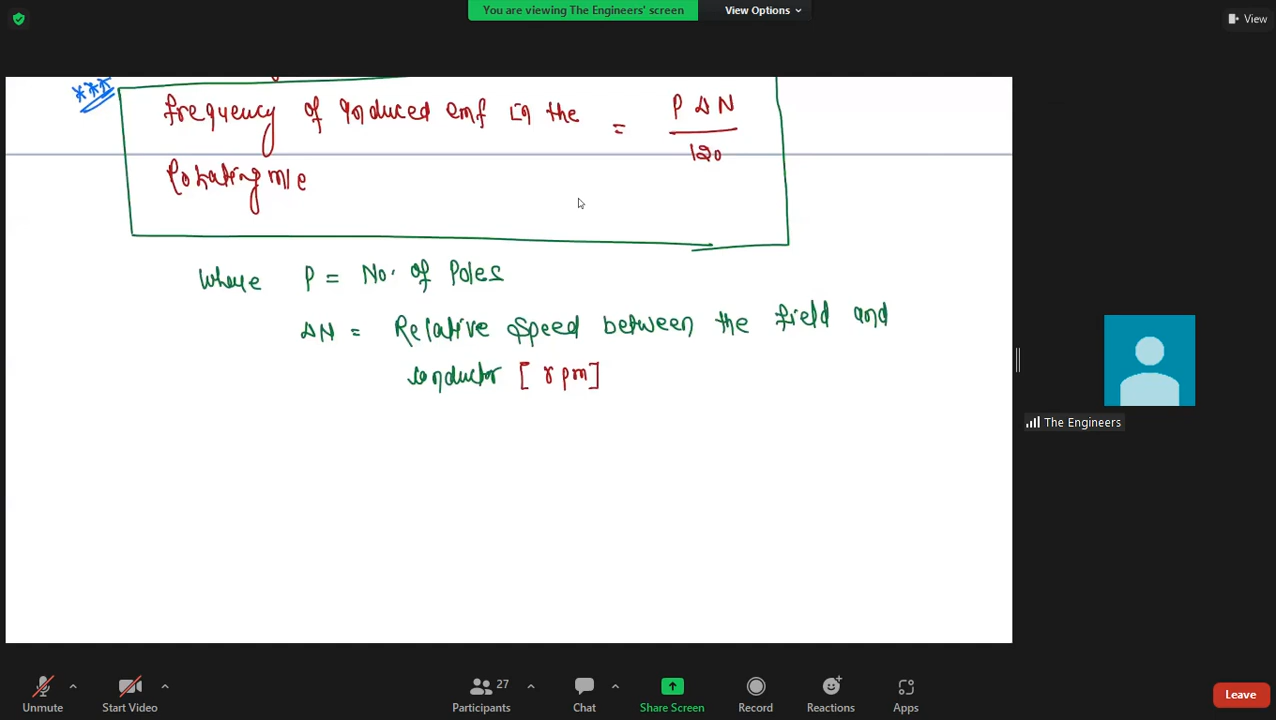 You are viewing The Engineers' screen
View Options
View
***
frequency of induced emf in the = P Δ N / 120
Rotating m/c
where P = No. of Poles
ΔN = Relative speed between the field and
conductor [ rpm]
The Engineers
Unmute
Start Video
Participants
27
Chat
Share Screen
Record
Reactions
Apps
Leave